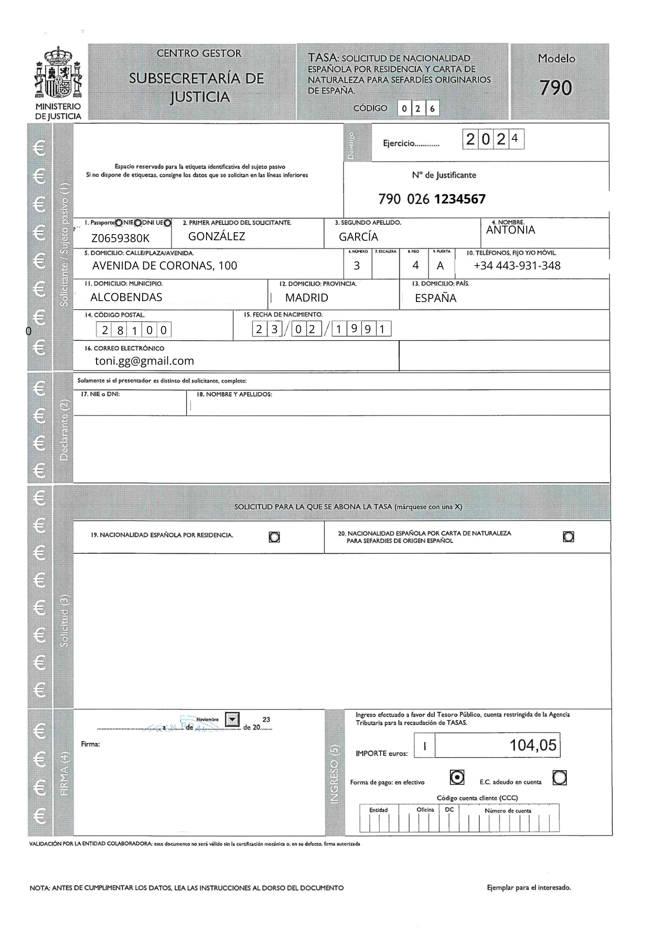 MINISTERIO
DE JUSTICIA
CENTRO GESTOR
SUBSECRETARÍA DE
JUSTICIA
TASA: SOLICITUD DE NACIONALIDAD
ESPAÑOLA POR RESIDENCIA Y CARTA DE
NATURALEZA PARA SEFARDÍES ORIGINARIOS
DE ESPAÑA.
CÓDIGO 0 2 6
Modelo
790
Solicitante / Sujeto pasivo (1)
Espacio reservado para la etiqueta identificativa del sujeto pasivo
Si no dispone de etiquetas, consigne los datos que se solicitan en las líneas inferiores
Devengo
Ejercicio............ 2 0 2 4
Nº de Justificante
790 026 1234567
1. Pasaporte NIE DNI UE 2. PRIMER APELLIDO DEL SOLICITANTE. 3. SEGUNDO APELLIDO. 4. NOMBRE.
Z0659380K GONZÁLEZ GARCÍA ANTONIA
5. DOMICILIO: CALLE/PLAZA/AVENIDA. 6. NÚMERO 7. ESCALERA 8. PISO 9. PUERTA 10. TELÉFONOS, FIJO Y/O MÓVIL.
AVENIDA DE CORONAS, 100 3 4 A +34 443-931-348
11. DOMICILIO: MUNICIPIO. 12. DOMICILIO: PROVINCIA. 13. DOMICILIO: PAÍS.
ALCOBENDAS MADRID ESPAÑA
14. CÓDIGO POSTAL. 15. FECHA DE NACIMIENTO.
2 8 1 0 0 2 3 / 0 2 / 1 9 9 1
0
16. CORREO ELECTRÓNICO
toni.gg@gmail.com
Declarante (2)
Solamente si el presentador es distinto del solicitante, complete:
17. NIE o DNI: 18. NOMBRE Y APELLIDOS:
Solicitud (3)
SOLICITUD PARA LA QUE SE ABONA LA TASA (márquese con una X)
19. NACIONALIDAD ESPAÑOLA POR RESIDENCIA.
20. NACIONALIDAD ESPAÑOLA POR CARTA DE NATURALEZA
PARA SEFARDIES DE ORIGEN ESPAÑOL
FIRMA (4)
Noviembre 23
a de de 20
Firma:
INGRESO (5)
Ingreso efectuado a favor del Tesoro Público, cuenta restringida de la Agencia
Tributaria para la recaudación de TASAS.
IMPORTE euros: I 104,05
Forma de pago: en efectivo E.C. adeudo en cuenta
Código cuenta cliente (CCC)
Entidad Oficina DC Número de cuenta
VALIDACIÓN POR LA ENTIDAD COLABORADORA: este documento no será válido sin la certificación mecánica o, en su defecto, firma autorizada
NOTA: ANTES DE CUMPLIMENTAR LOS DATOS, LEA LAS INSTRUCCIONES AL DORSO DEL DOCUMENTO
Ejemplar para el interesado.